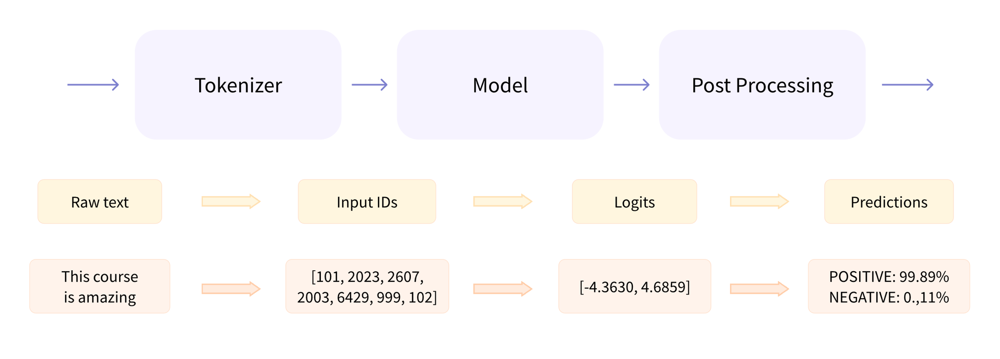 Tokenizer
Model
Post Processing
Raw text
Input IDs
Logits
Predictions
This course
is amazing
[101, 2023, 2607,
2003, 6429, 999, 102]
[-4.3630, 4.6859]
POSITIVE: 99.89%
NEGATIVE: 0.,11%